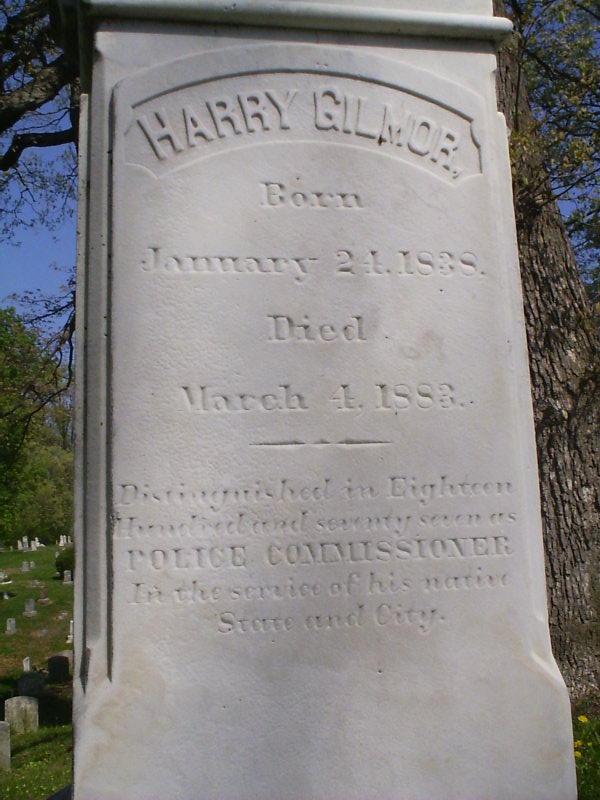 HARRY GILMOR,
Born
January 24, 1838.
Died
March 4, 1883.
Distinguished in Eighteen
Hundred and seventy seven as
POLICE COMMISSIONER
In the service of his native
State and City.